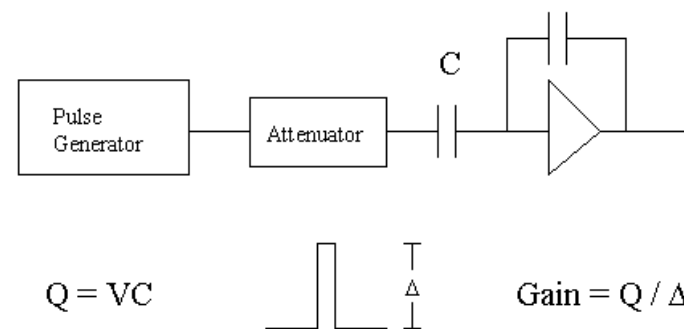 C
Pulse
Generator
Attenuator
Δ
Q = VC
Gain = Q / Δ